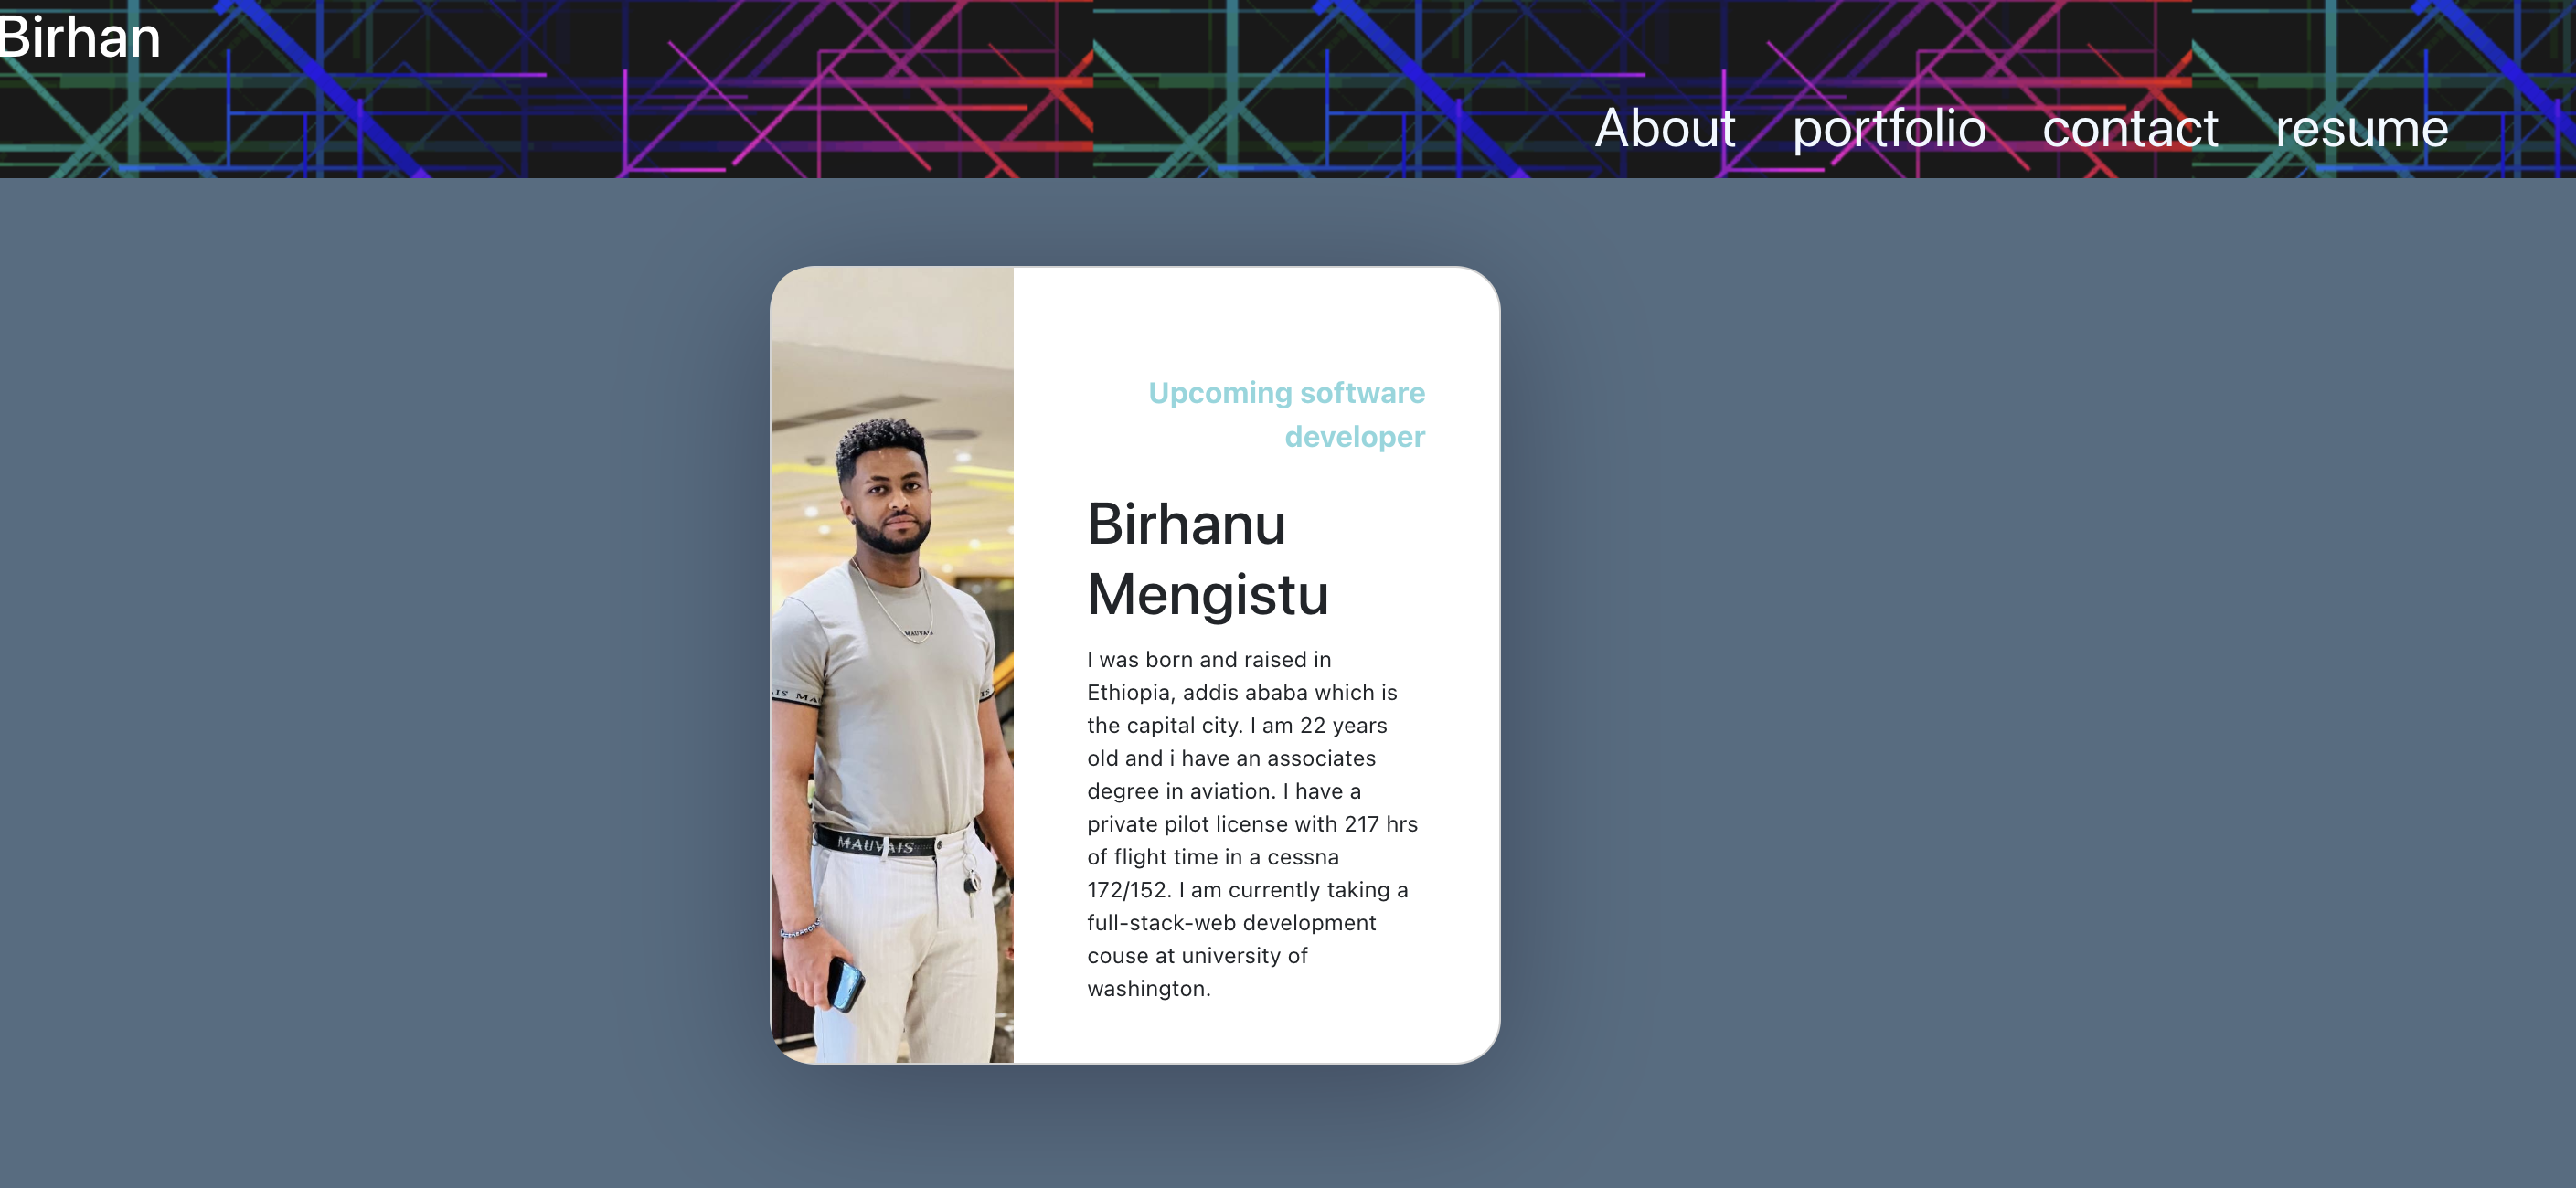 Birhan
About portfolio contact resume
Upcoming software
developer
Birhanu
Mengistu
I was born and raised in
Ethiopia, addis ababa which is
the capital city. I am 22 years
old and i have an associates
degree in aviation. I have a
private pilot license with 217 hrs
of flight time in a cessna
172/152. I am currently taking a
full-stack-web development
couse at university of
washington.
MAUVAIS
MAUVAIS